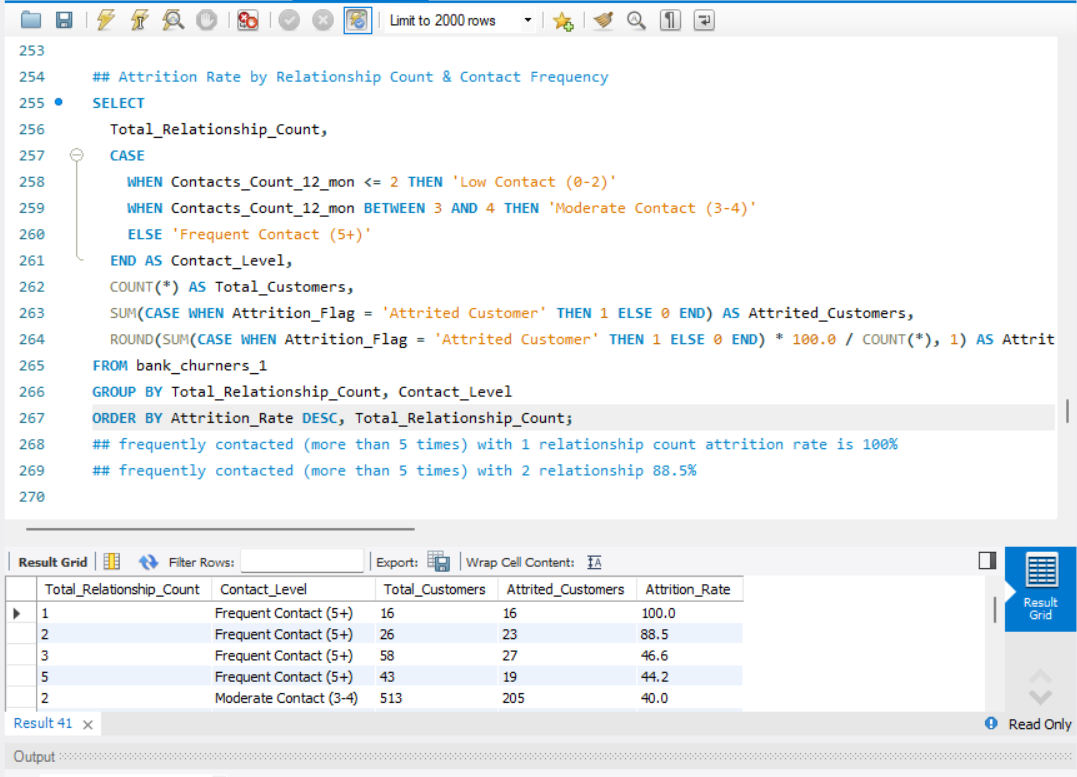 Limit to 2000 rows
253
254 ## Attrition Rate by Relationship Count & Contact Frequency
255 SELECT
256 Total_Relationship_Count,
257 CASE
258 WHEN Contacts_Count_12_mon <= 2 THEN 'Low Contact (0-2)'
259 WHEN Contacts_Count_12_mon BETWEEN 3 AND 4 THEN 'Moderate Contact (3-4)'
260 ELSE 'Frequent Contact (5+)'
261 END AS Contact_Level,
262 COUNT(*) AS Total_Customers,
263 SUM(CASE WHEN Attrition_Flag = 'Attrited Customer' THEN 1 ELSE 0 END) AS Attrited_Customers,
264 ROUND(SUM(CASE WHEN Attrition_Flag = 'Attrited Customer' THEN 1 ELSE 0 END) * 100.0 / COUNT(*), 1) AS Attrit
265 FROM bank_churners_1
266 GROUP BY Total_Relationship_Count, Contact_Level
267 ORDER BY Attrition_Rate DESC, Total_Relationship_Count;
268 ## frequently contacted (more than 5 times) with 1 relationship count attrition rate is 100%
269 ## frequently contacted (more than 5 times) with 2 relationship 88.5%
270
Result Grid Filter Rows: Export: Wrap Cell Content:
Total_Relationship_Count Contact_Level Total_Customers Attrited_Customers Attrition_Rate
1 Frequent Contact (5+) 16 16 100.0
2 Frequent Contact (5+) 26 23 88.5
3 Frequent Contact (5+) 58 27 46.6
5 Frequent Contact (5+) 43 19 44.2
2 Moderate Contact (3-4) 513 205 40.0
Result
Grid
Result 41 Read Only
Output